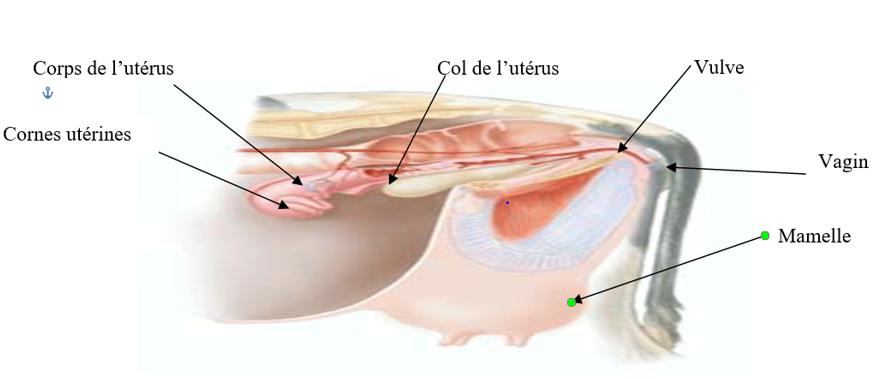 Corps de l’utérus
Col de l’utérus
Vulve
Cornes utérines
Vagin
Mamelle